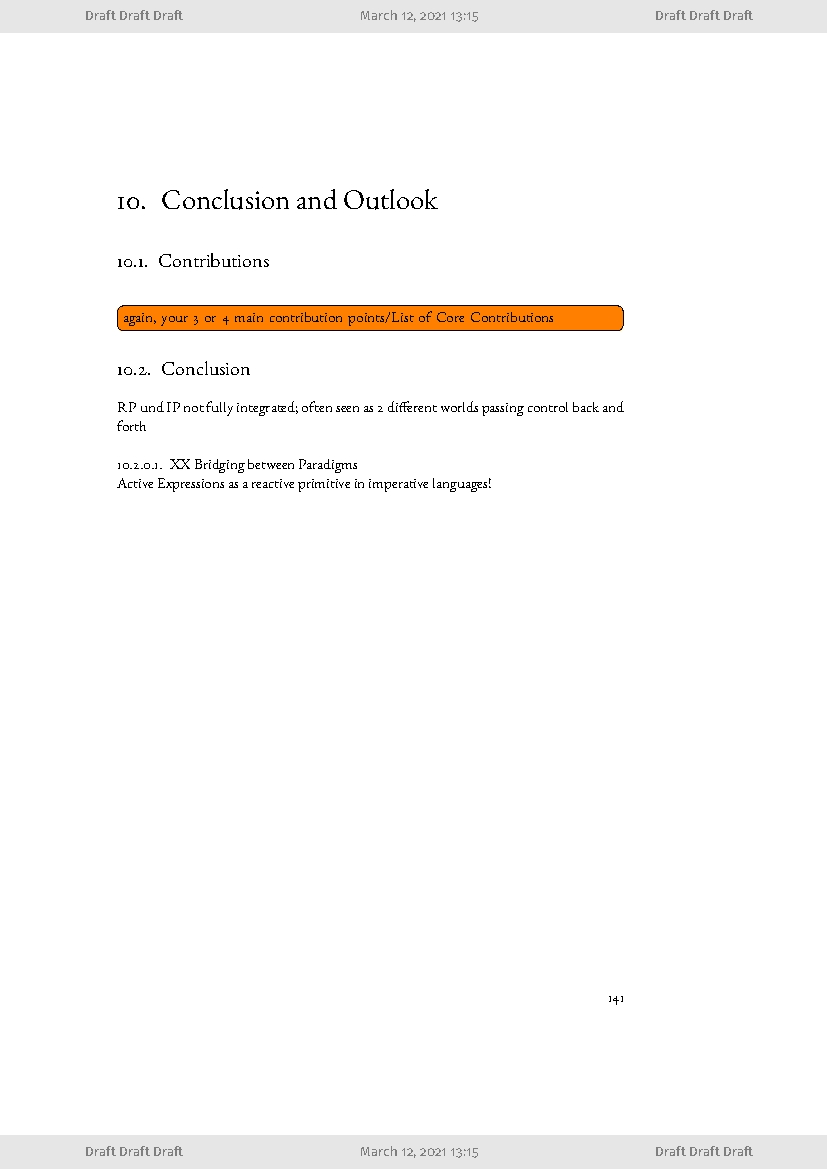 Draft Draft Draft March 12, 2021 13:15 Draft Draft Draft
10. Conclusion and Outlook
10.1. Contributions
again, your 3 or 4 main contribution points/List of Core Contributions
10.2. Conclusion
RP und IP not fully integrated; often seen as 2 different worlds passing control back and
forth
10.2.0.1. XX Bridging between Paradigms
Active Expressions as a reactive primitive in imperative languages!
141
Draft Draft Draft March 12, 2021 13:15 Draft Draft Draft